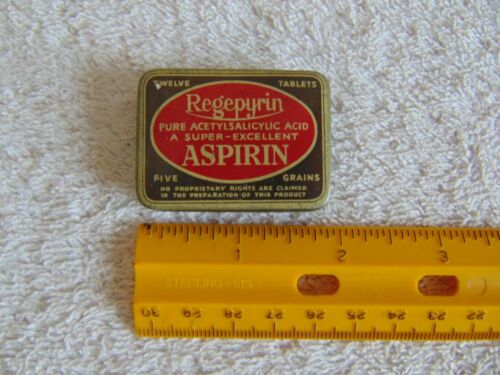 TWELVE TABLETS
Regepyrin
PURE ACETYLSALICYLIC ACID
A SUPER-EXCELLENT
ASPIRIN
FIVE GRAINS
NO PROPRIETARY RIGHTS ARE CLAIMED
IN THE PREPARATION OF THIS PRODUCT
1 2 3
STERLING-515
30 29 28 27 26 25 24 23 22